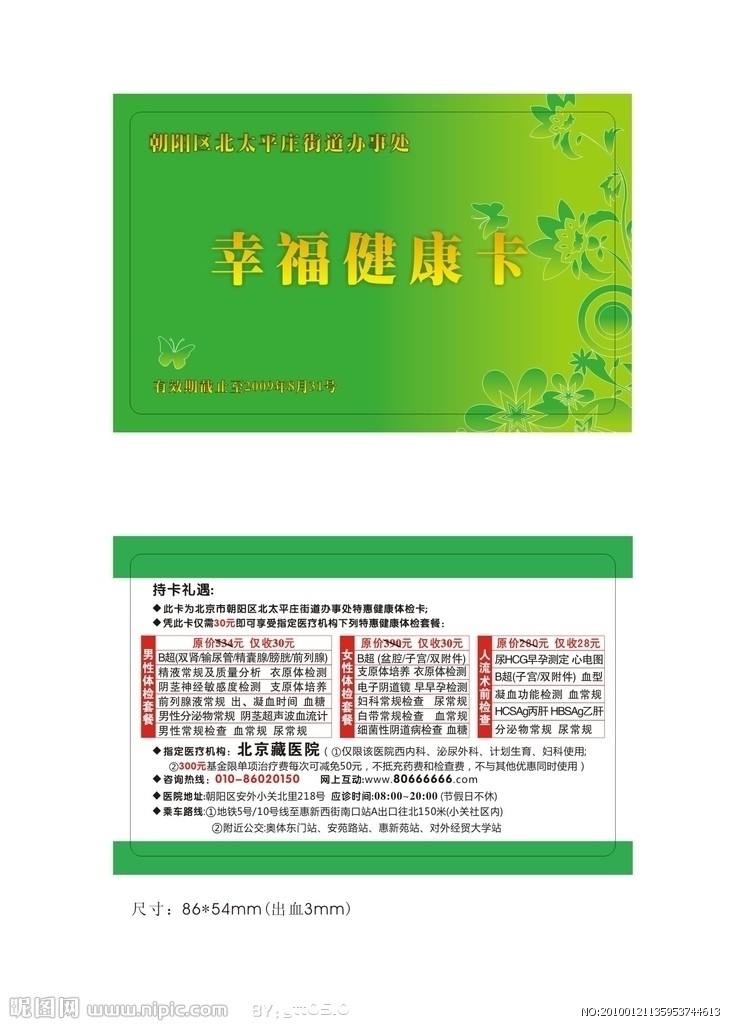 朝阳区北太平庄街道办事处
幸福健康卡
有效期截止至2009年8月31号
持卡礼遇:
◆此卡为北京市朝阳区北太平庄街道办事处特惠健康体检卡;
◆凭此卡仅需30元即可享受指定医疗机构下列特惠健康体检套餐:
男性体检套餐
原价334元 仅收30元
B超(双肾/输尿管/精囊腺/膀胱/前列腺)
精液常规及质量分析 衣原体检测
阴茎神经敏感度检测 支原体培养
前列腺液常规 出、凝血时间 血糖
男性分泌物常规 阴茎超声波血流计
男性常规检查 血常规 尿常规
女性体检套餐
原价390元 仅收30元
B超 (盆腔/子宫/双附件)
支原体培养 衣原体检测
电子阴道镜 早早孕检测
妇科常规检查 尿常规
白带常规检查 血常规
细菌性阴道病检查 血糖
人流术前检查
原价280元 仅收28元
尿HCG早孕测定 心电图
B超(子宫/双附件) 血型
凝血功能检测 血常规
HCSAg丙肝 HBSAg乙肝
分泌物常规 尿常规
◆指定医疗机构: 北京藏医院 ( ①仅限该医院西内科、泌尿外科、计划生育、妇科使用;
②300元基金限单项治疗费每次可减免50元，不抵充药费和检查费，不与其他优惠同时使用 )
◆咨询热线: 010-86020150 网上互动:www.80666666.com
◆医院地址:朝阳区安外小关北里218号 应诊时间:08:00~20:00 (节假日不休)
◆乘车路线:①地铁5号/10号线至惠新西街南口站A出口往北150米(小关社区内)
②附近公交:奥体东门站、安苑路站、惠新苑站、对外经贸大学站
尺寸: 86*54mm(出血3mm)
昵图网 www.nipic.com
NO:20100121135953744613